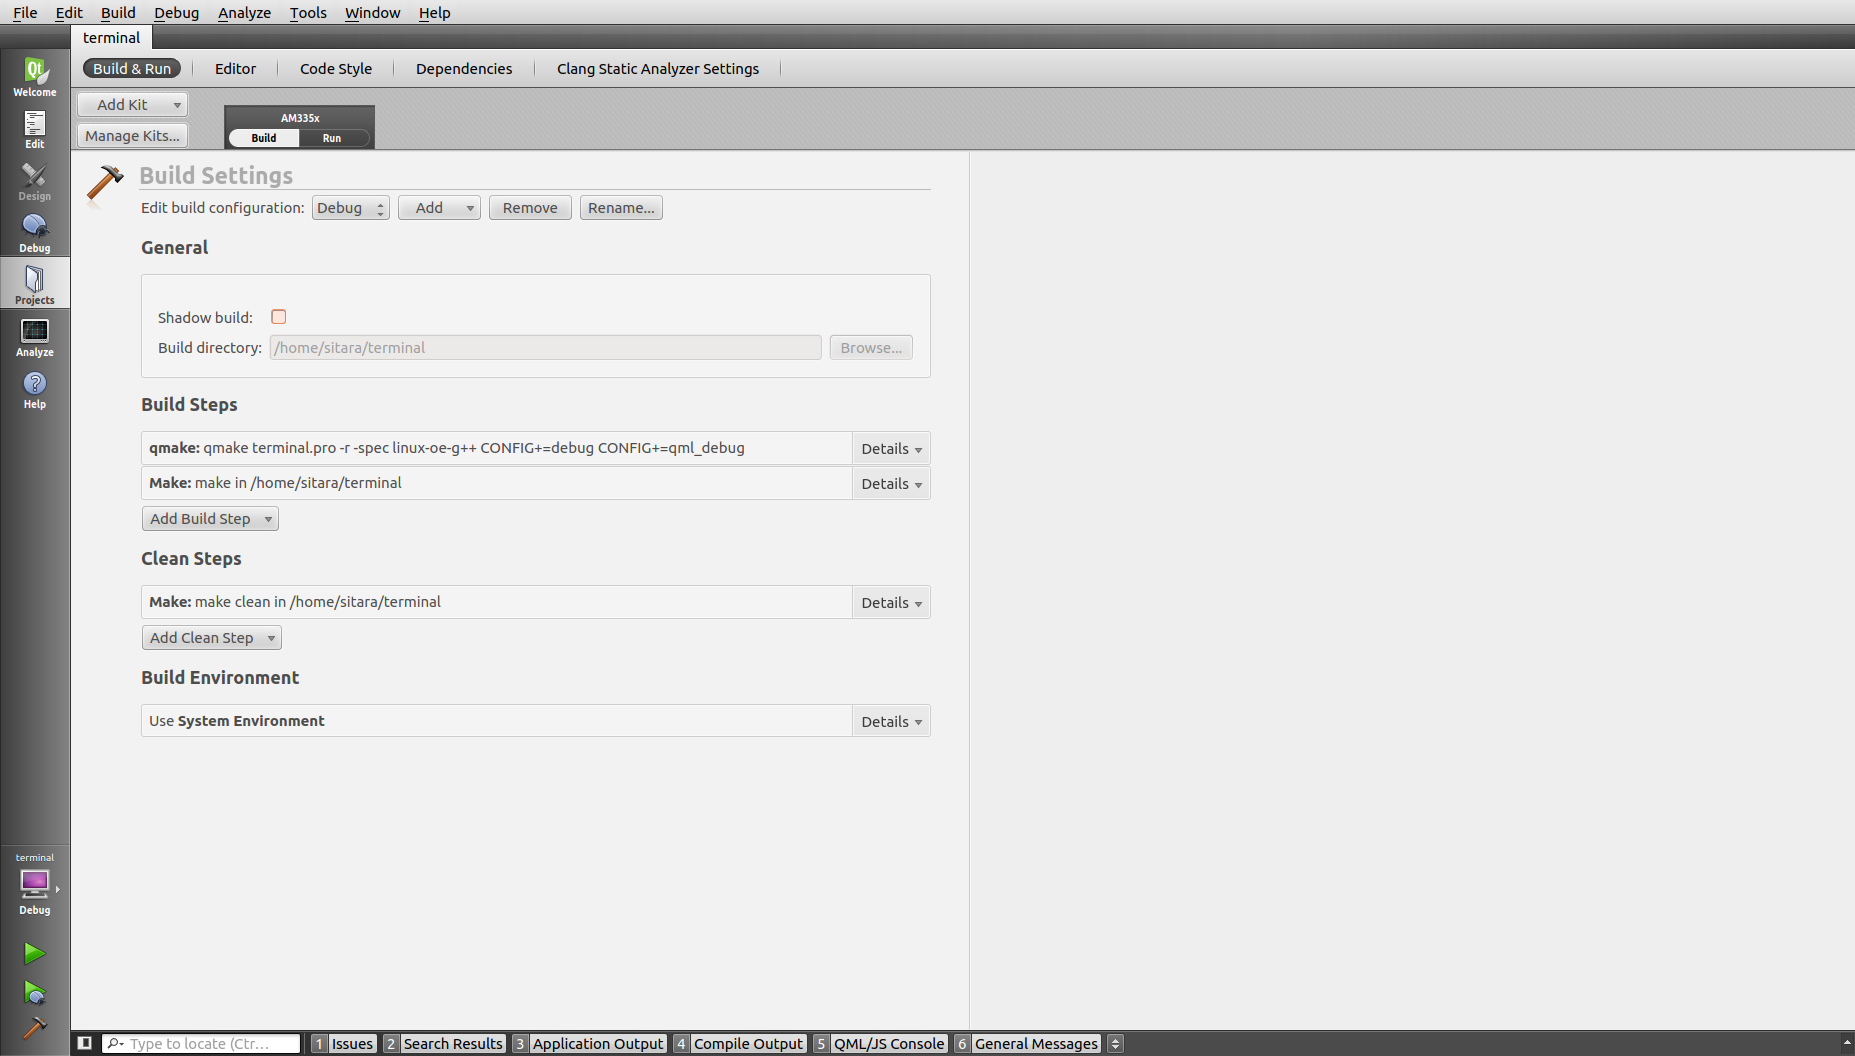 File Edit Build Debug Analyze Tools Window Help
terminal
Build & Run Editor Code Style Dependencies Clang Static Analyzer Settings
Welcome
Edit
Design
Debug
Projects
Analyze
Help
terminal
Debug
Add Kit
Manage Kits...
AM335x
Build Run
Build Settings
Edit build configuration: Debug Add Remove Rename...
General
Shadow build:
Build directory: /home/sitara/terminal Browse...
Build Steps
qmake: qmake terminal.pro -r -spec linux-oe-g++ CONFIG+=debug CONFIG+=qml_debug Details
Make: make in /home/sitara/terminal Details
Add Build Step
Clean Steps
Make: make clean in /home/sitara/terminal Details
Add Clean Step
Build Environment
Use System Environment Details
Type to locate (Ctr... 1 Issues 2 Search Results 3 Application Output 4 Compile Output 5 QML/JS Console 6 General Messages